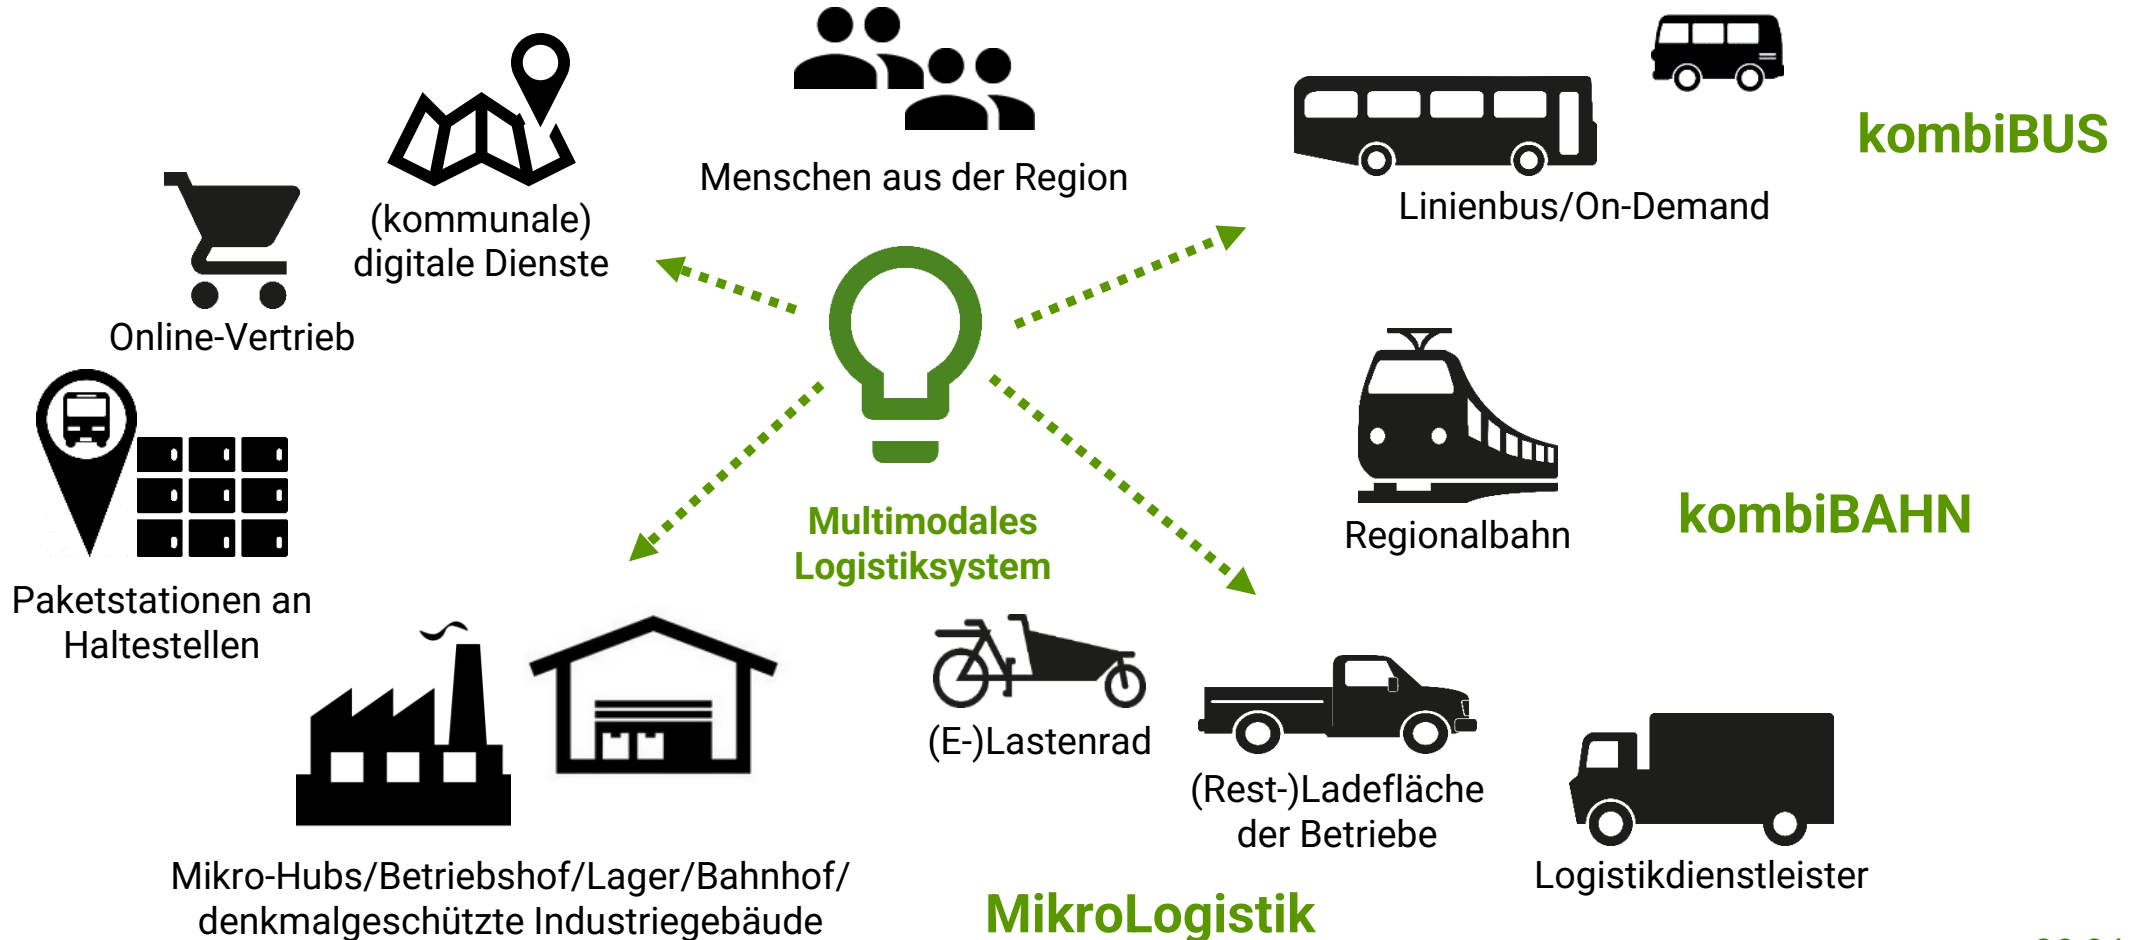 Menschen aus der Region
kombiBUS
Linienbus/On-Demand
(kommunale)
digitale Dienste
Online-Vertrieb
Multimodales
Logistiksystem
Regionalbahn
kombiBAHN
Paketstationen an
Haltestellen
(E-)Lastenrad
(Rest-)Ladefläche
der Betriebe
Logistikdienstleister
Mikro-Hubs/Betriebshof/Lager/Bahnhof/
denkmalgeschützte Industriegebäude
MikroLogistik